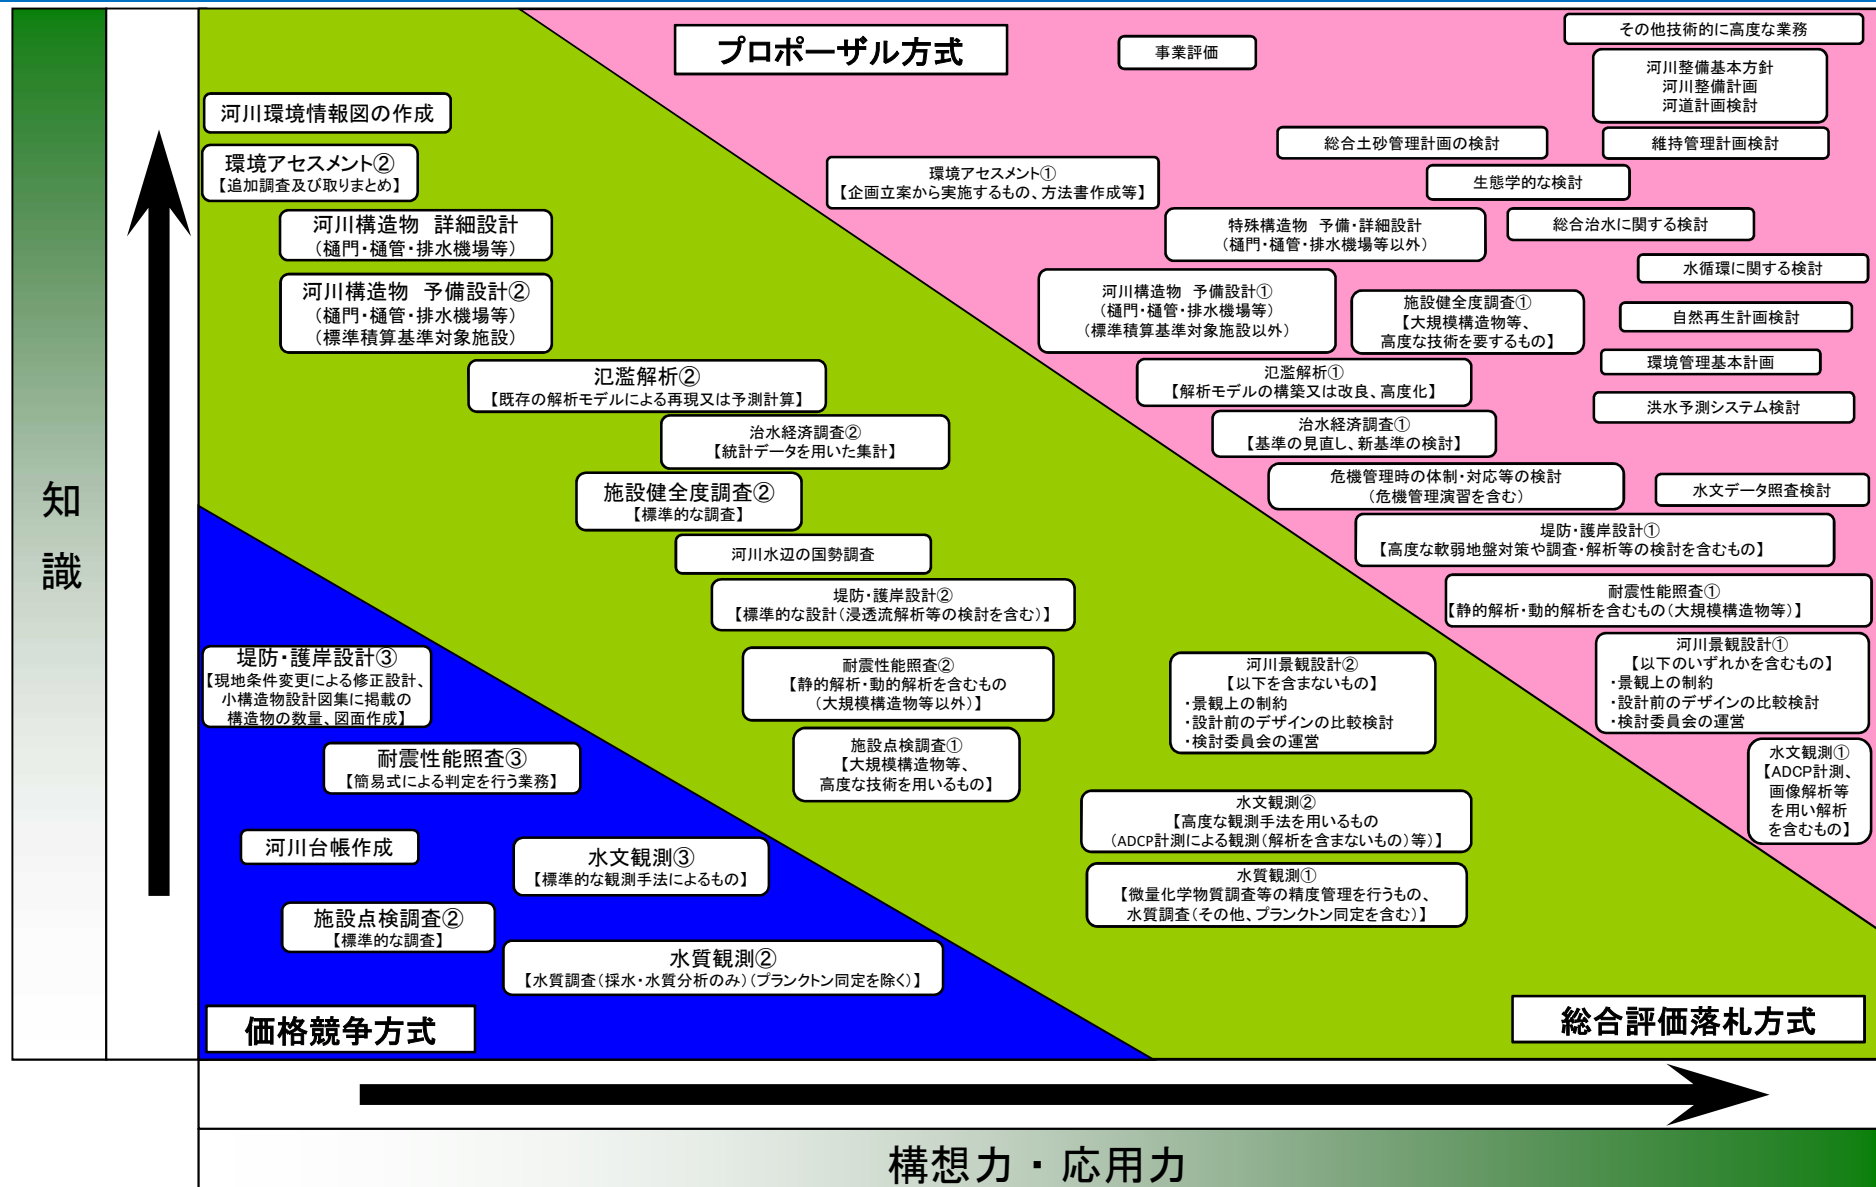 プロポーザル方式
事業評価
その他技術的に高度な業務
河川整備基本方針
河川整備計画
河道計画検討
総合土砂管理計画の検討
維持管理計画検討
環境アセスメント①
【企画立案から実施するもの、方法書作成等】
生態学的な検討
特殊構造物　予備・詳細設計
（樋門・樋管・排水機場等以外）
総合治水に関する検討
水循環に関する検討
河川構造物　予備設計①
（樋門・樋管・排水機場等）
（標準積算基準対象施設以外）
施設健全度調査①
【大規模構造物等、
高度な技術を要するもの】
自然再生計画検討
環境管理基本計画
氾濫解析①
【解析モデルの構築又は改良、高度化】
洪水予測システム検討
治水経済調査①
【基準の見直し、新基準の検討】
危機管理時の体制・対応等の検討
（危機管理演習を含む）
水文データ照査検討
堤防・護岸設計①
【高度な軟弱地盤対策や調査・解析等の検討を含むもの】
耐震性能照査①
【静的解析・動的解析を含むもの（大規模構造物等）】
河川景観設計①
【以下のいずれかを含むもの】
・景観上の制約
・設計前のデザインの比較検討
・検討委員会の運営
水文観測①
【ADCP計測、
画像解析等
を用い解析
を含むもの】
河川環境情報図の作成
環境アセスメント②
【追加調査及び取りまとめ】
河川構造物　詳細設計
（樋門・樋管・排水機場等）
河川構造物　予備設計②
（樋門・樋管・排水機場等）
（標準積算基準対象施設）
氾濫解析②
【既存の解析モデルによる再現又は予測計算】
治水経済調査②
【統計データを用いた集計】
施設健全度調査②
【標準的な調査】
河川水辺の国勢調査
堤防・護岸設計②
【標準的な設計（浸透流解析等の検討を含む）】
耐震性能照査②
【静的解析・動的解析を含むもの
（大規模構造物等以外）】
河川景観設計②
【以下を含まないもの】
・景観上の制約
・設計前のデザインの比較検討
・検討委員会の運営
施設点検調査①
【大規模構造物等、
高度な技術を用いるもの】
水文観測②
【高度な観測手法を用いるもの
（ADCP計測による観測（解析を含まないもの）等）】
水質観測①
【微量化学物質調査等の精度管理を行うもの、
水質調査（その他、プランクトン同定を含む）】
総合評価落札方式
堤防・護岸設計③
【現地条件変更による修正設計、
小構造物設計図集に掲載の
構造物の数量、図面作成】
耐震性能照査③
【簡易式による判定を行う業務】
河川台帳作成
水文観測③
【標準的な観測手法によるもの】
施設点検調査②
【標準的な調査】
水質観測②
【水質調査（採水・水質分析のみ）（プランクトン同定を除く）】
価格競争方式
知識
構想力・応用力